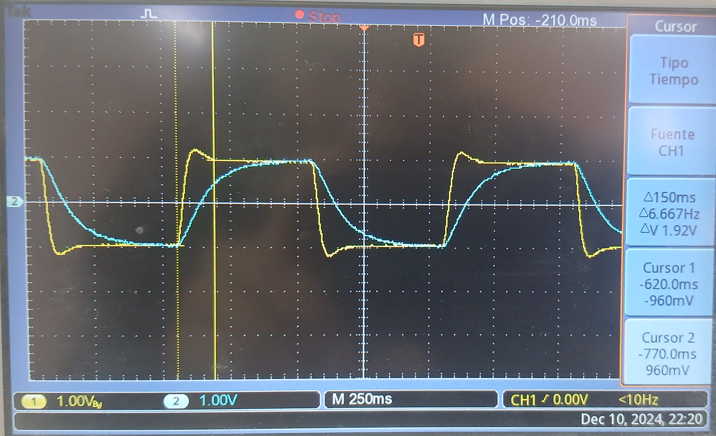 Tek
Stop
M Pos: -210.0ms
Cursor
T
Tipo
Tiempo
Fuente
CH1
△150ms
△6.667Hz
△V 1.92V
2
Cursor 1
-620.0ms
-960mV
Cursor 2
-770.0ms
960mV
1 1.00VBW 2 1.00V M 250ms CH1 ∕ 0.00V <10Hz
Dec 10, 2024, 22:20